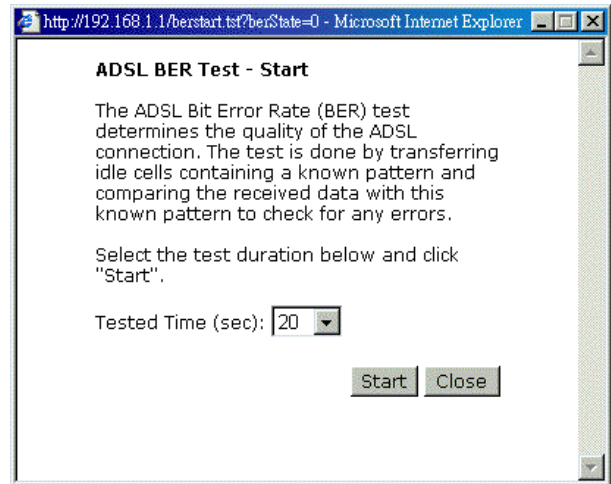 http://192.168.1.1/berstart.tst?berState=0 - Microsoft Internet Explorer
ADSL BER Test - Start
The ADSL Bit Error Rate (BER) test
determines the quality of the ADSL
connection. The test is done by transferring
idle cells containing a known pattern and
comparing the received data with this
known pattern to check for any errors.
Select the test duration below and click
"Start".
Tested Time (sec): 20
Start Close